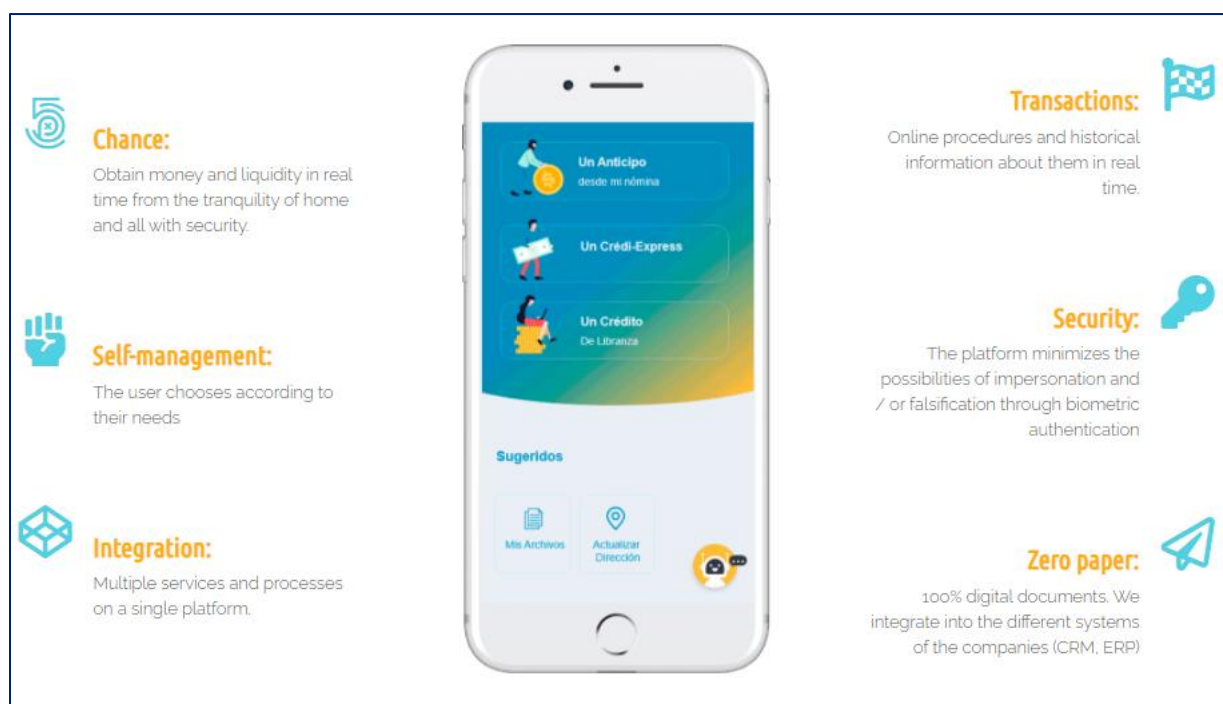 Chance:
Obtain money and liquidity in real
time from the tranquility of home
and all with security.
Self-management:
The user chooses according to
their needs
Integration:
Multiple services and processes
on a single platform.
Un Anticipo
desde mi nómina
Un Crédi-Express
Un Crédito
De Libranza
Sugeridos
Mis Archivos
Actualizar
Dirección
Transactions:
Online procedures and historical
information about them in real
time.
Security:
The platform minimizes the
possibilities of impersonation and
/ or falsification through biometric
authentication
Zero paper:
100% digital documents. We
integrate into the different systems
of the companies (CRM, ERP)